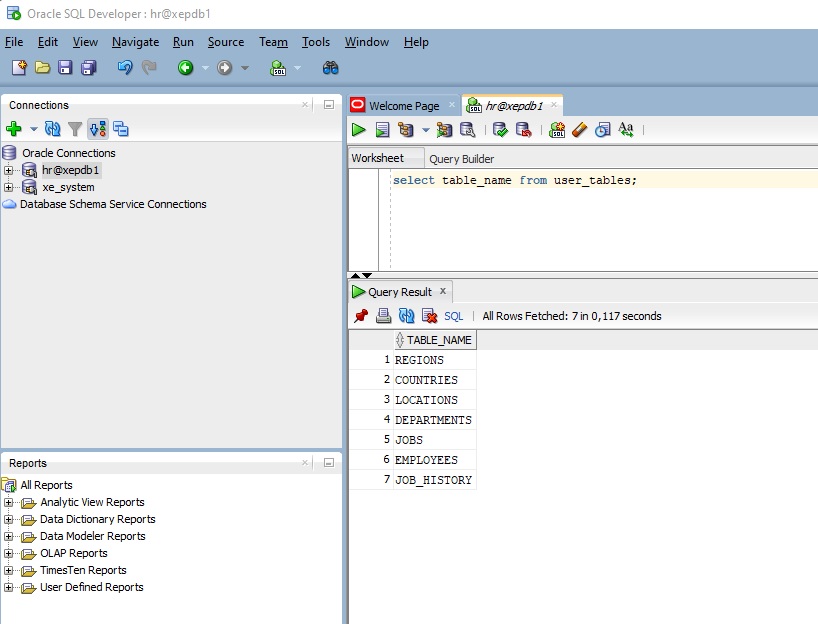 Oracle SQL Developer : hr@xepdb1
File Edit View Navigate Run Source Team Tools Window Help
SQL
Connections
Oracle Connections
hr@xepdb1
xe_system
Database Schema Service Connections
Reports
All Reports
Analytic View Reports
Data Dictionary Reports
Data Modeler Reports
OLAP Reports
TimesTen Reports
User Defined Reports
Welcome Page hr@xepdb1
Worksheet Query Builder
select table_name from user_tables;
Query Result
SQL | All Rows Fetched: 7 in 0,117 seconds
TABLE_NAME
1 REGIONS
2 COUNTRIES
3 LOCATIONS
4 DEPARTMENTS
5 JOBS
6 EMPLOYEES
7 JOB_HISTORY